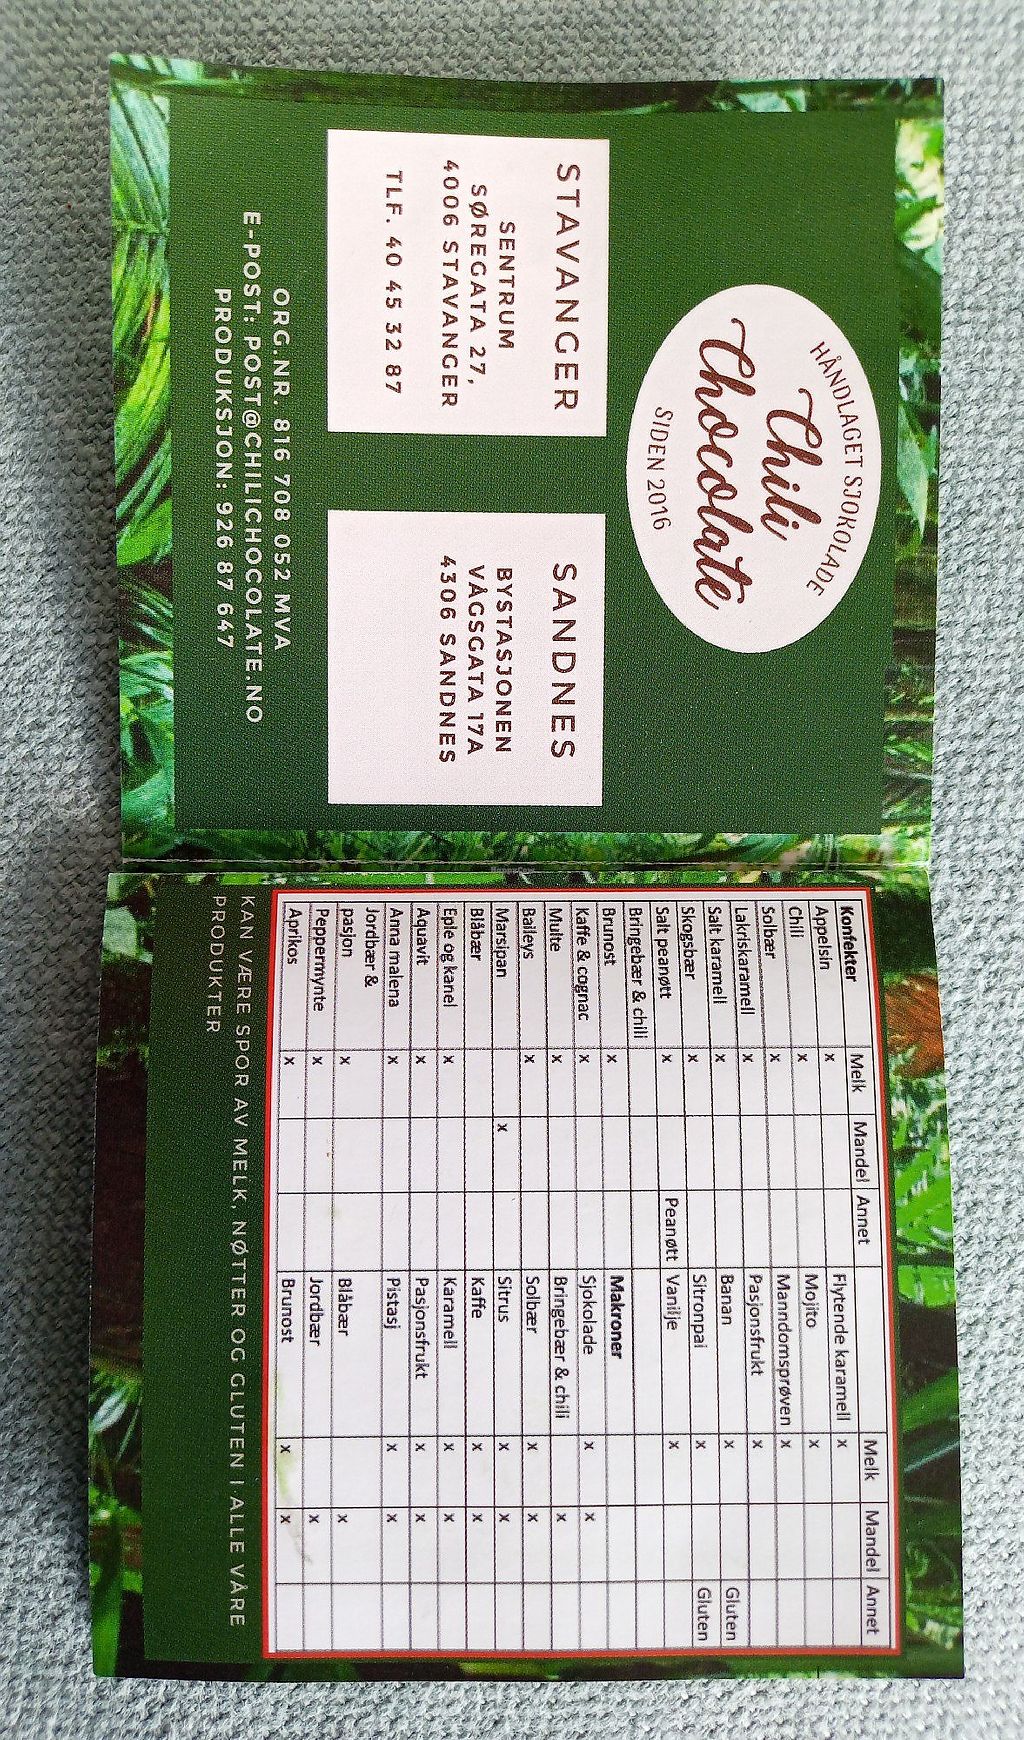 HÅNDLAGET SJOKOLADE
Chili
Chocolate
SIDEN 2016
STAVANGER
SENTRUM
SØREGATA 27,
4006 STAVANGER
TLF. 40 45 32 87
SANDNES
BYSTASJONEN
VÅGSGATA 17A
4306 SANDNES
ORG.NR. 816 708 052 MVA
E-POST: POST@CHILICHOCOLATE.NO
PRODUKSJON: 926 87 647
Konfekter Melk Mandel Annet Melk Mandel Annet
Appelsin x Flytende karamell x
Chili x Mojito x
Solbær x Manndomsprøven x
Lakriskaramell x Pasjonsfrukt x
Salt karamell x Banan x Gluten
Skogsbær x Sitronpai x Gluten
Salt peanøtt x Peanøtt Vanilje x
Bringebær & chili
Brunost x Makroner
Kaffe & cognac x Sjokolade x x
Multe x Bringebær & chili x
Baileys x Solbær x x
Marsipan x Sitrus x x
Blåbær Kaffe x x
Eple og kanel x Karamell x x
Aquavit x Pasjonsfrukt x x
Anna malena x Pistasj x x
Jordbær &
pasjon x Blåbær x
Peppermynte x Jordbær x
Aprikos x Brunost x x
KAN VÆRE SPOR AV MELK, NØTTER OG GLUTEN I ALLE VÅRE
PRODUKTER